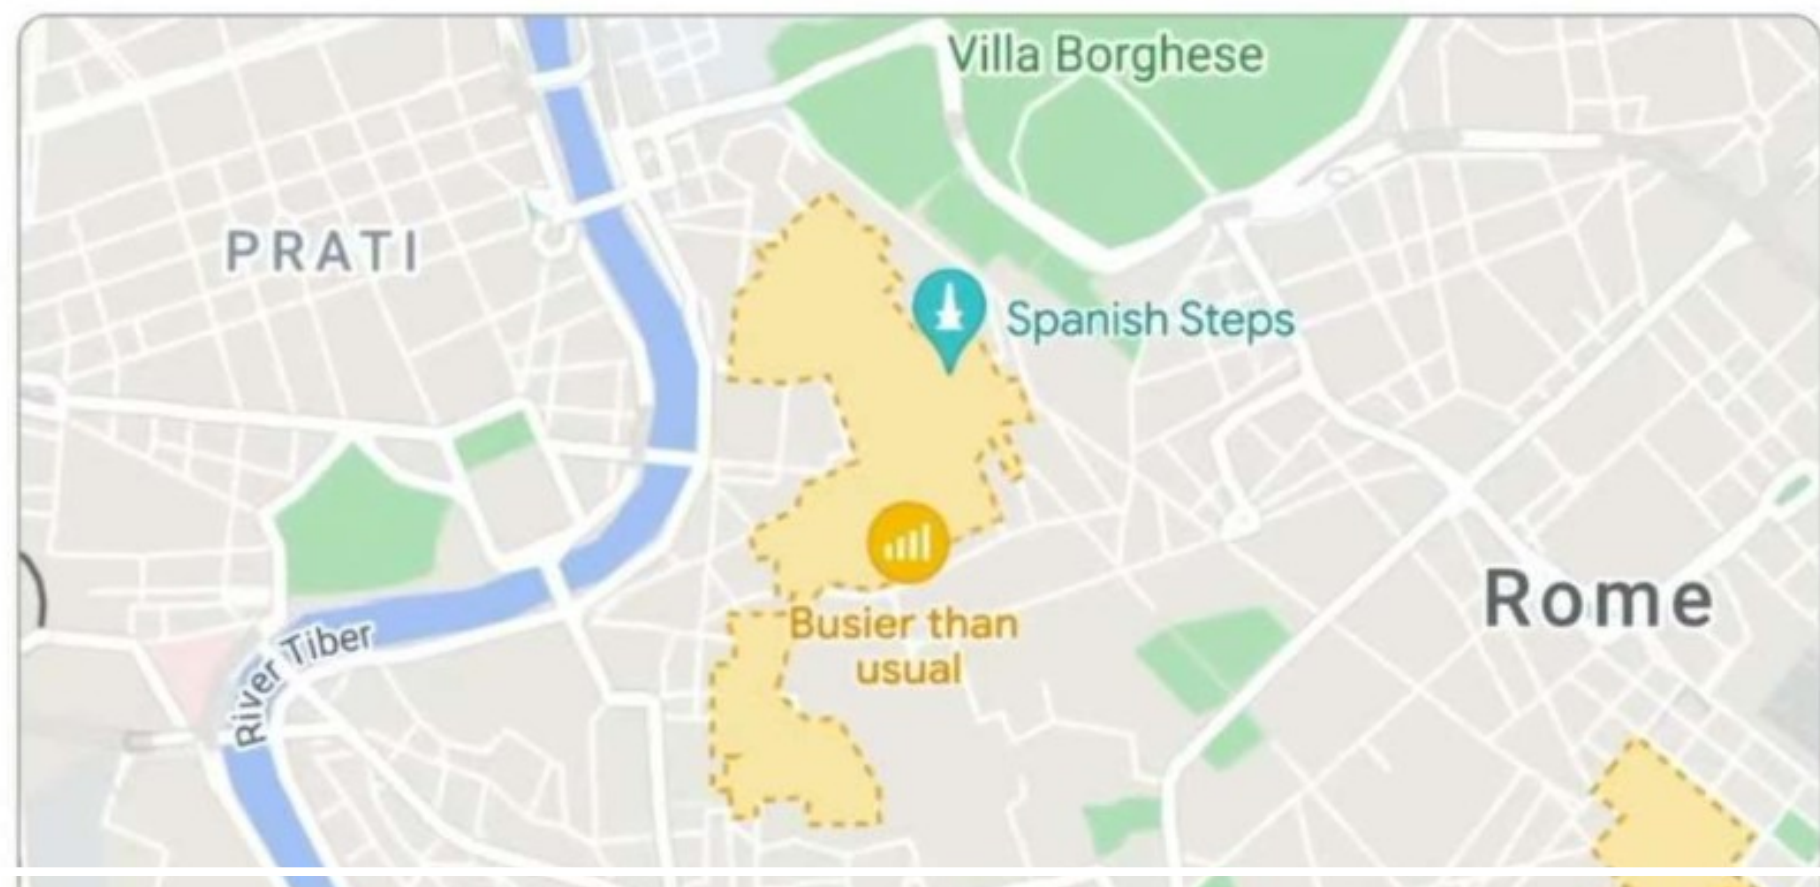 Villa Borghese
PRATI
Spanish Steps
Busier than
usual
Rome
River Tiber